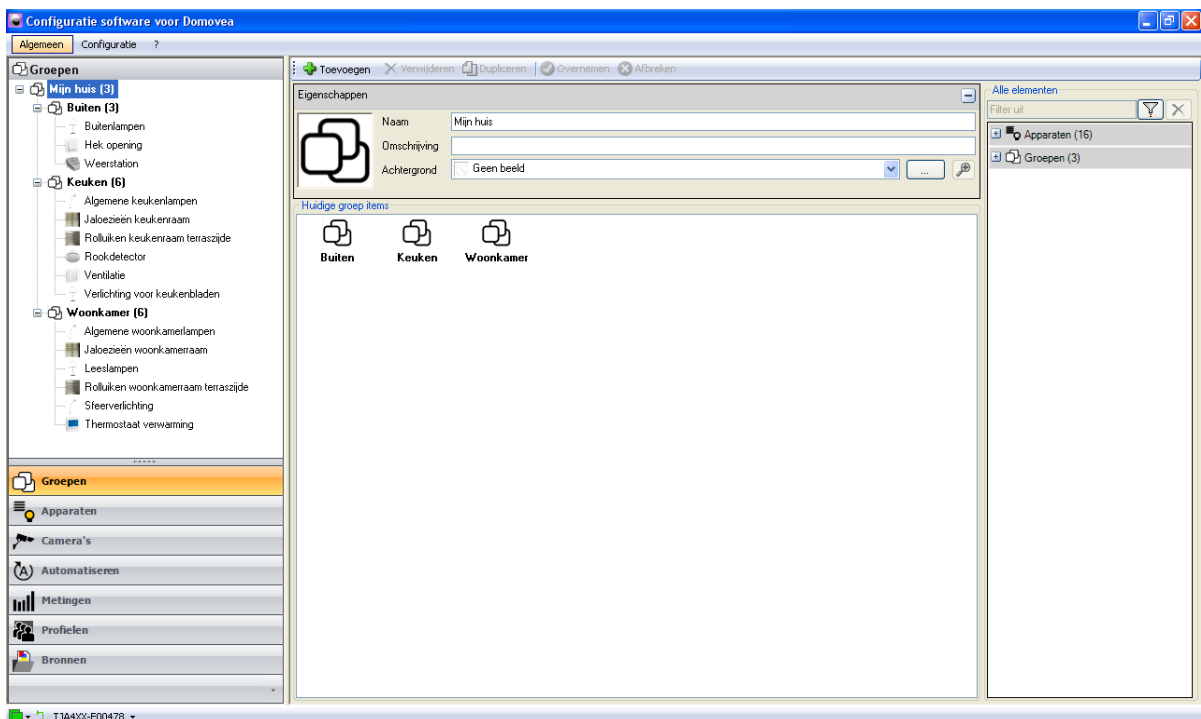 Configuratie software voor Domovea
Algemeen Configuratie ?
Groepen
Mijn huis (3)
Buiten (3)
Buitenlampen
Hek opening
Weerstation
Keuken (6)
Algemene keukenlampen
Jaloezieën keukenraam
Rolluiken keukenraam terraszijde
Rookdetector
Ventilatie
Verlichting voor keukenbladen
Woonkamer (6)
Algemene woonkamerlampen
Jaloezieën woonkamerraam
Leeslampen
Rolluiken woonkamerraam terraszijde
Sfeerverlichting
Thermostaat verwarming
Groepen
Apparaten
Camera's
Automatiseren
Metingen
Profielen
Bronnen
Toevoegen Verwijderen Dupliceren Overnemen Afbreken
Eigenschappen
Naam Mijn huis
Omschrijving
Achtergrond Geen beeld ...
Huidige groep items
Buiten Keuken Woonkamer
Alle elementen
Filter uit
Apparaten (16)
Groepen (3)
TJA4XX-E00478